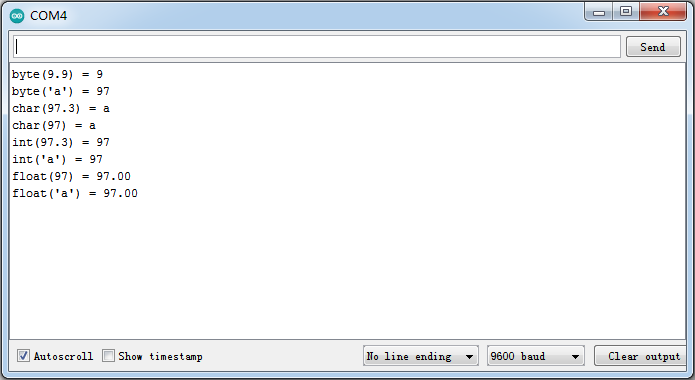 COM4
Send
byte(9.9) = 9
byte('a') = 97
char(97.3) = a
char(97) = a
int(97.3) = 97
int('a') = 97
float(97) = 97.00
float('a') = 97.00
Autoscroll Show timestamp No line ending 9600 baud Clear output